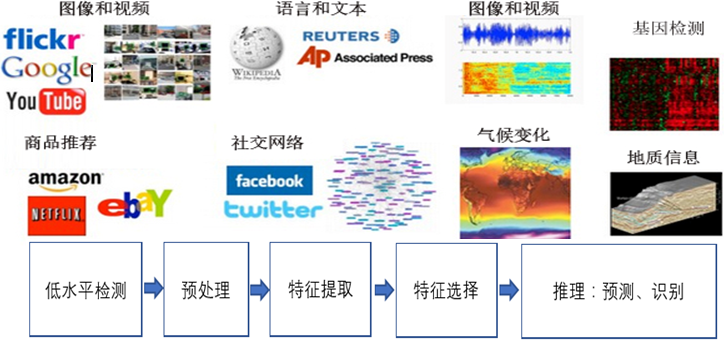 图像和视频
语言和文本
图像和视频
基因检测
flickr
Google
You Tube
WIKIPEDIA
The Free Encyclopedia
REUTERS
AP Associated Press
商品推荐
社交网络
气候变化
地质信息
amazon
NETFLIX
ebay
facebook
twitter
低水平检测
预处理
特征提取
特征选择
推理：预测、识别